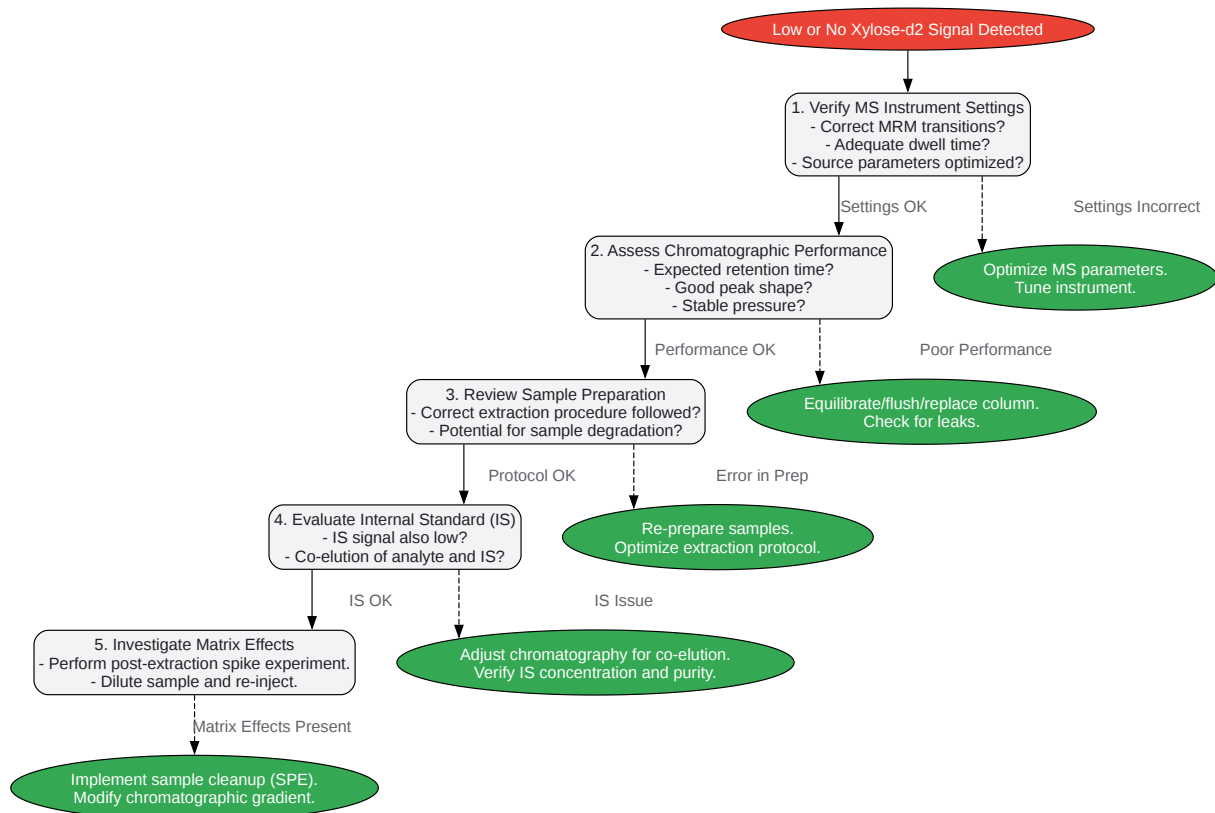 Low or No Xylose-d2 Signal Detected
1. Verify MS Instrument Settings
- Correct MRM transitions?
- Adequate dwell time?
- Source parameters optimized?
Settings OK
Settings Incorrect
2. Assess Chromatographic Performance
- Expected retention time?
- Good peak shape?
- Stable pressure?
Optimize MS parameters.
Tune instrument.
Performance OK
Poor Performance
3. Review Sample Preparation
- Correct extraction procedure followed?
- Potential for sample degradation?
Equilibrate/flush/replace column.
Check for leaks.
Protocol OK
Error in Prep
4. Evaluate Internal Standard (IS)
- IS signal also low?
- Co-elution of analyte and IS?
Re-prepare samples.
Optimize extraction protocol.
IS OK
IS Issue
5. Investigate Matrix Effects
- Perform post-extraction spike experiment.
- Dilute sample and re-inject.
Adjust chromatography for co-elution.
Verify IS concentration and purity.
Matrix Effects Present
Implement sample cleanup (SPE).
Modify chromatographic gradient.